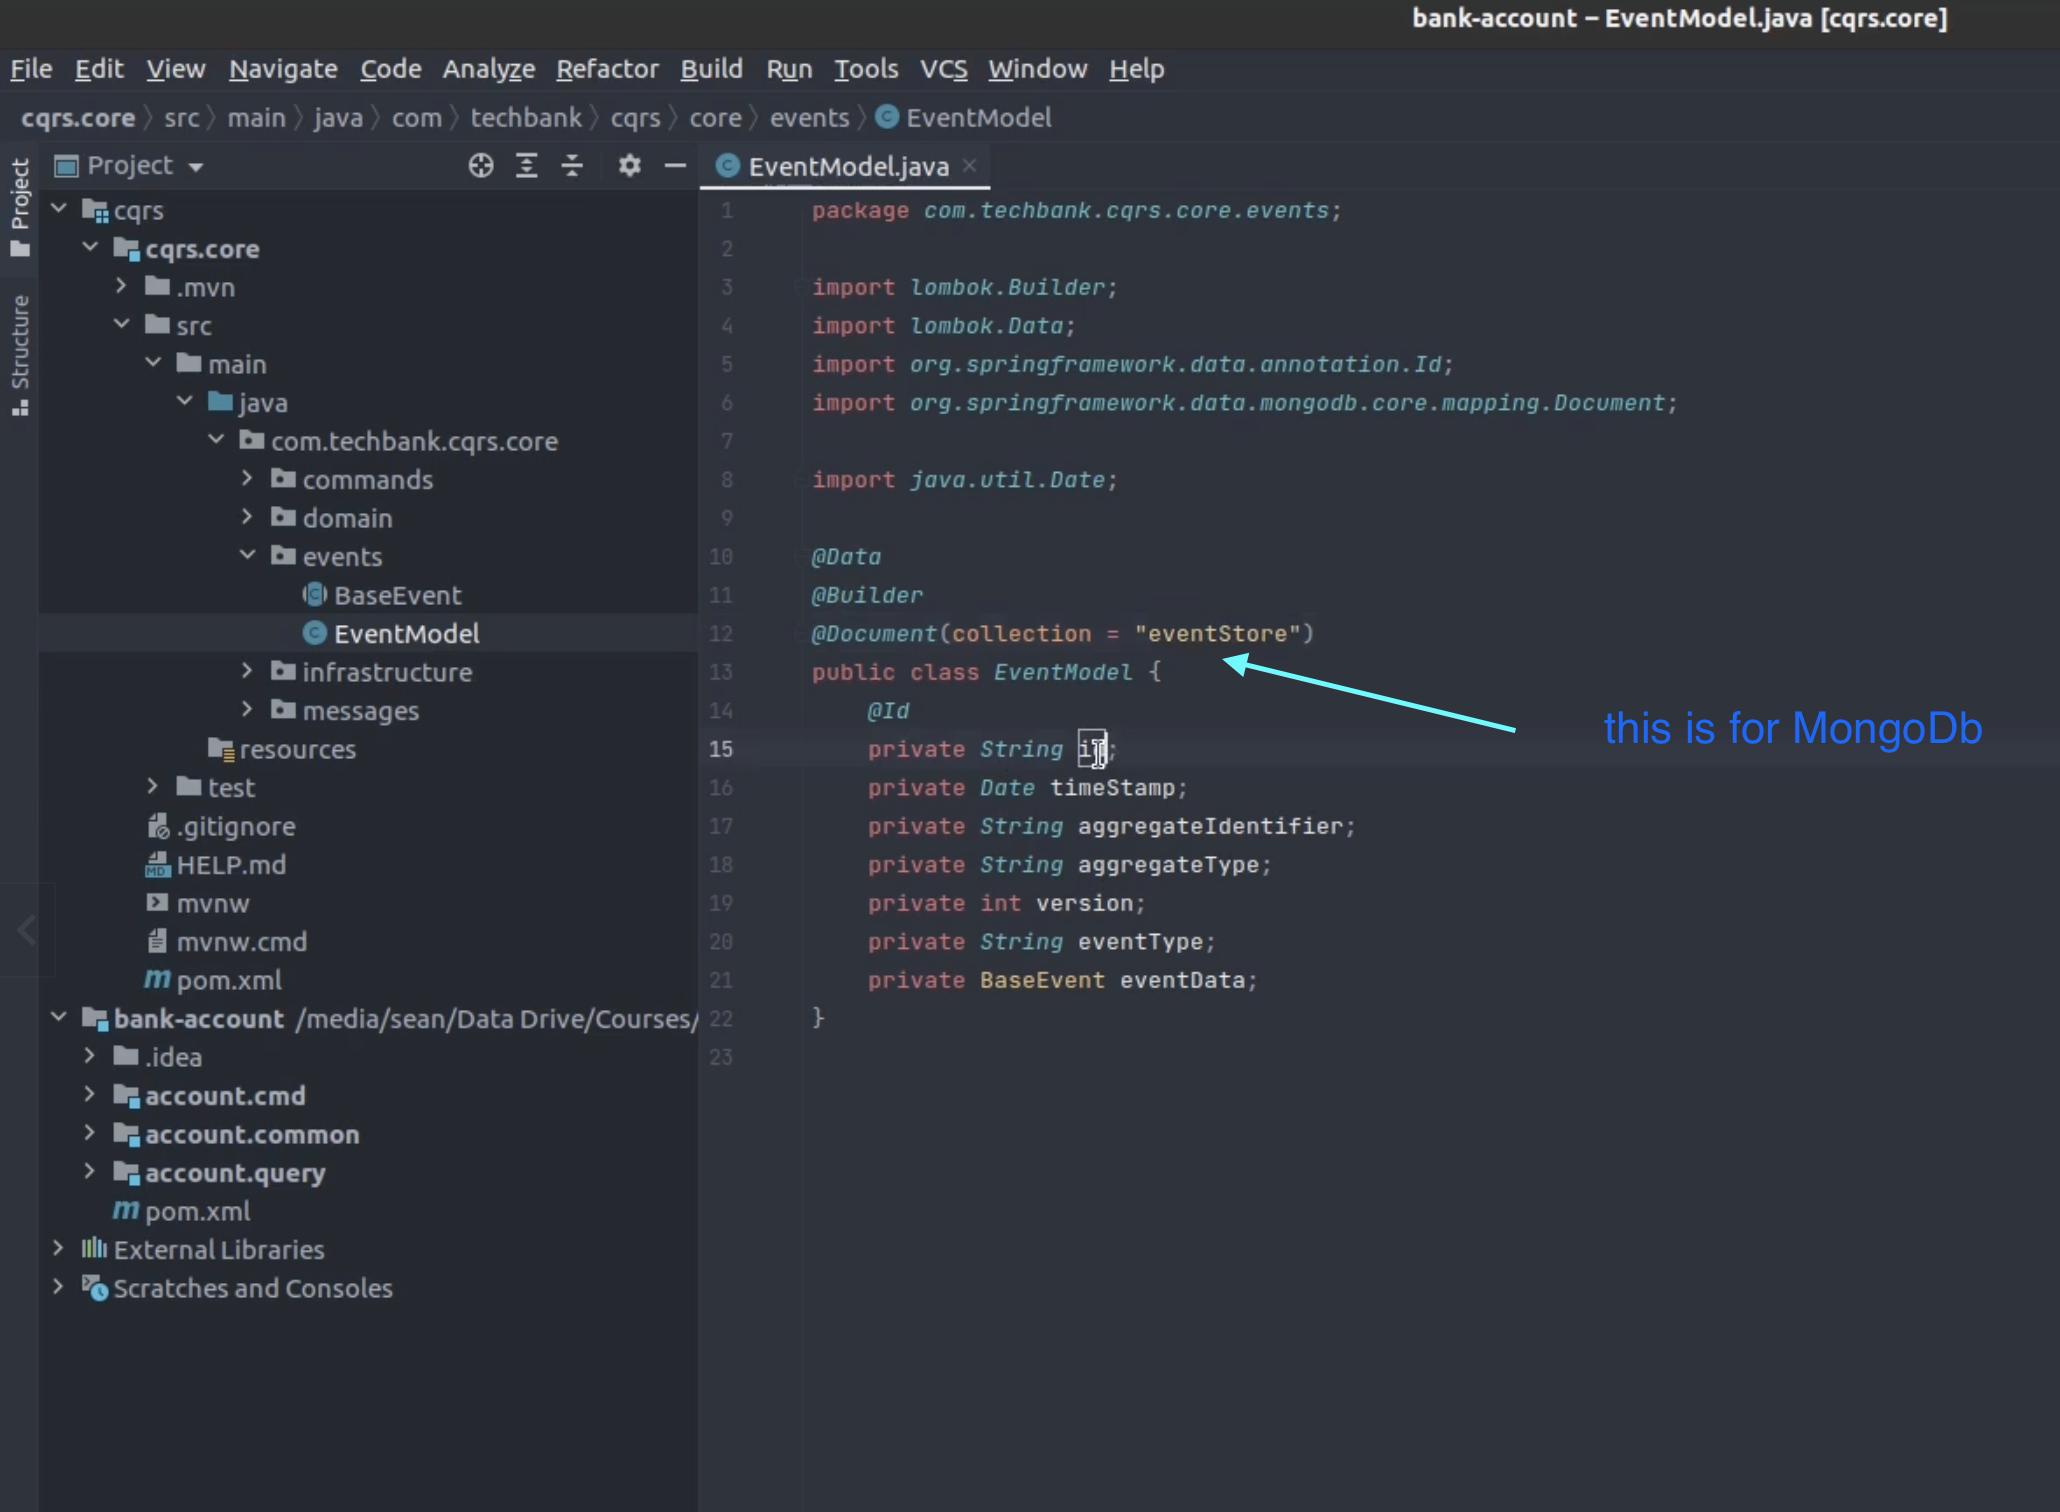 bank-account – EventModel.java [cqrs.core]
File Edit View Navigate Code Analyze Refactor Build Run Tools VCS Window Help
cqrs.core src main java com techbank cqrs core events EventModel
Project
Structure
Project
cqrs
cqrs.core
.mvn
src
main
java
com.techbank.cqrs.core
commands
domain
events
BaseEvent
EventModel
infrastructure
messages
resources
test
.gitignore
HELP.md
mvnw
mvnw.cmd
pom.xml
bank-account /media/sean/Data Drive/Courses/
.idea
account.cmd
account.common
account.query
pom.xml
External Libraries
Scratches and Consoles
EventModel.java
1 package com.techbank.cqrs.core.events;
2
3 import lombok.Builder;
4 import lombok.Data;
5 import org.springframework.data.annotation.Id;
6 import org.springframework.data.mongodb.core.mapping.Document;
7
8 import java.util.Date;
9
10 @Data
11 @Builder
12 @Document(collection = "eventStore")
13 public class EventModel {
14 @Id
15 private String id;
16 private Date timeStamp;
17 private String aggregateIdentifier;
18 private String aggregateType;
19 private int version;
20 private String eventType;
21 private BaseEvent eventData;
22 }
23
this is for MongoDb